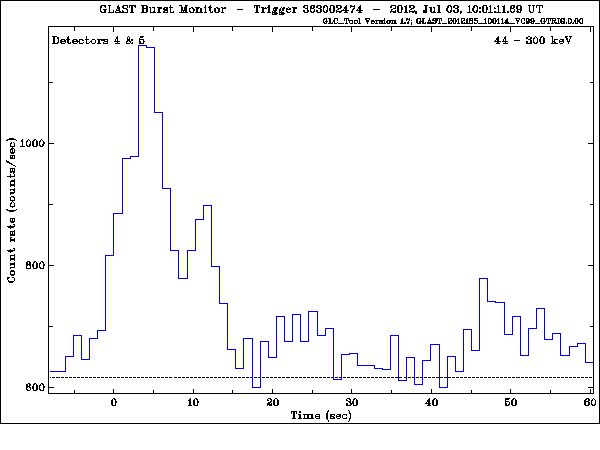 GLAST Burst Monitor - Trigger 363002474 - 2012, Jul 03, 10:01:11.69 UT
GLC_Tool Version 1.7; GLAST_2012185_100114_VC09_GTRIG.0.00
Detectors 4 & 5
44 - 300 keV
Count rate (counts/sec)
1000
800
600
0 10 20 30 40 50 60
Time (sec)